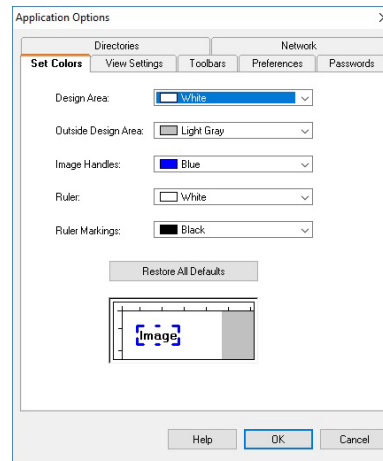 Application Options
Directories Network
Set Colors View Settings Toolbars Preferences Passwords
Design Area: White
Outside Design Area: Light Gray
Image Handles: Blue
Ruler: White
Ruler Markings: Black
Restore All Defaults
Image
Help OK Cancel